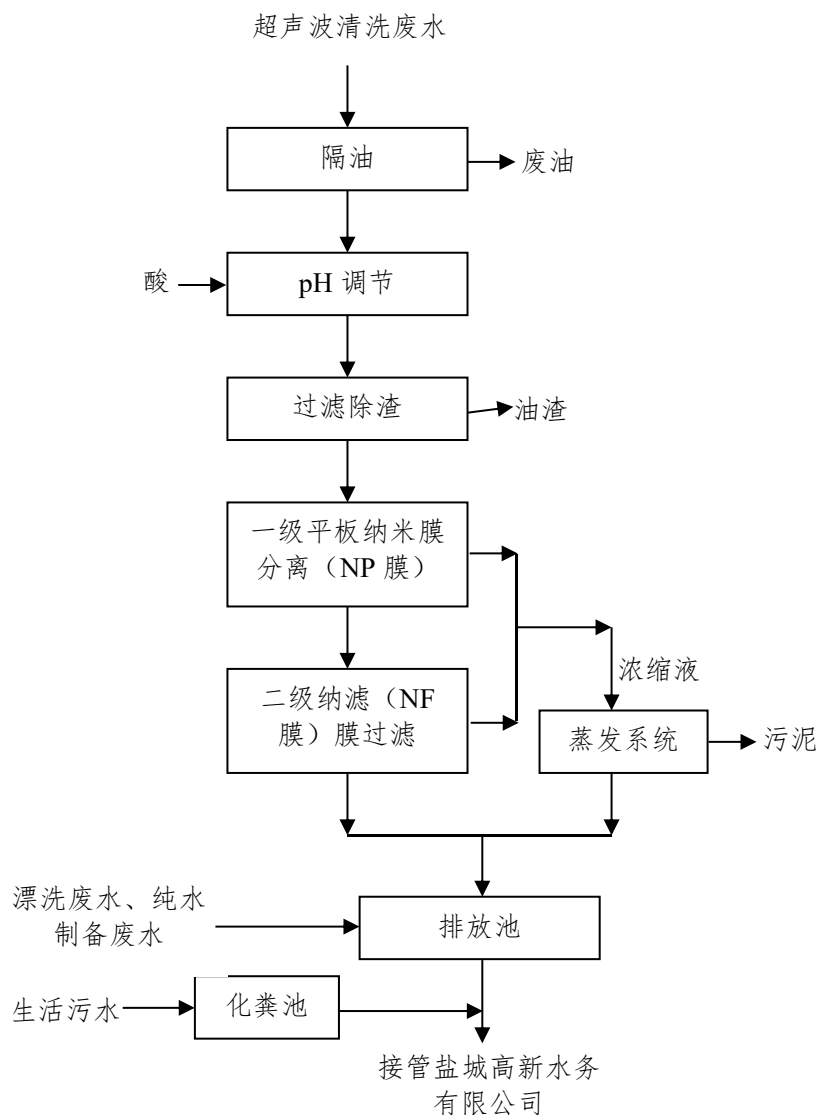 超声波清洗废水
隔油
废油
酸
pH 调节
过滤除渣
油渣
一级平板纳米膜
分离（NP 膜）
浓缩液
二级纳滤（NF
膜）膜过滤
蒸发系统
污泥
漂洗废水、纯水
制备废水
排放池
生活污水
化粪池
接管盐城高新水务
有限公司